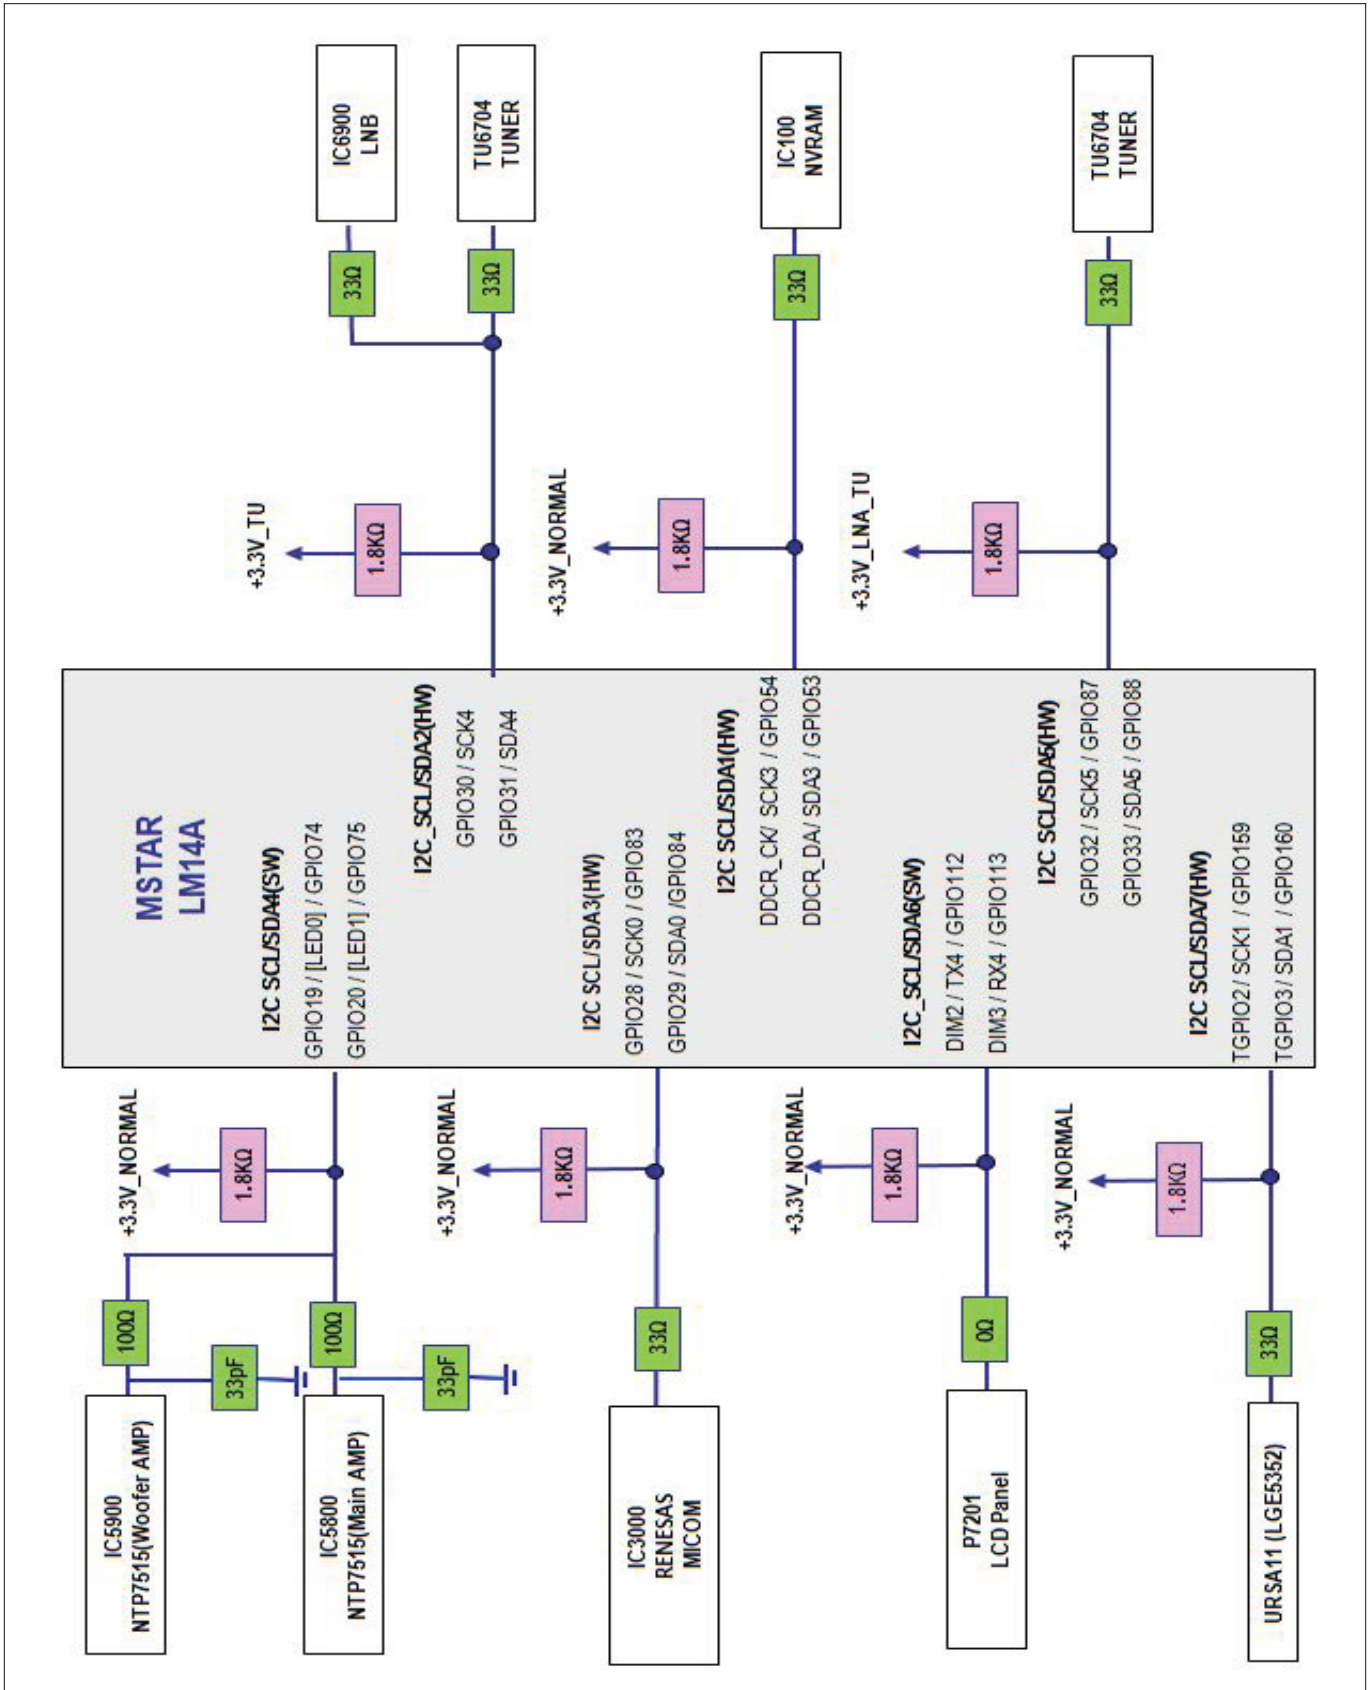 MSTAR
LM14A
IC5900
NTP7515(Woofer AMP)
100Ω
33pF
+3.3V_NORMAL
1.8KΩ
I2C SCL/SDA4(SW)
GPIO19 / [LED0] / GPIO74
GPIO20 / [LED1] / GPIO75
IC5800
NTP7515(Main AMP)
100Ω
33pF
IC3000
RENESAS
MICOM
33Ω
+3.3V_NORMAL
1.8KΩ
I2C SCL/SDA3(HW)
GPIO28 / SCK0 / GPIO83
GPIO29 / SDA0 /GPIO84
P7201
LCD Panel
0Ω
+3.3V_NORMAL
1.8KΩ
I2C_SCL/SDA6(SW)
DIM2 / TX4 / GPIO112
DIM3 / RX4 / GPIO113
URSA11 (LGE5352)
33Ω
+3.3V_NORMAL
1.8KΩ
I2C SCL/SDA7(HW)
TGPIO2 / SCK1 / GPIO159
TGPIO3 / SDA1 / GPIO160
I2C_SCL/SDA2(HW)
GPIO30 / SCK4
GPIO31 / SDA4
+3.3V_TU
1.8KΩ
33Ω
IC6900
LNB
33Ω
TU6704
TUNER
I2C SCL/SDA1(HW)
DDCR_CK/ SCK3 / GPIO54
DDCR_DA/ SDA3 / GPIO53
+3.3V_NORMAL
1.8KΩ
33Ω
IC100
NVRAM
I2C SCL/SDA5(HW)
GPIO32 / SCK5 / GPIO87
GPIO33 / SDA5 / GPIO88
+3.3V_LNA_TU
1.8KΩ
33Ω
TU6704
TUNER